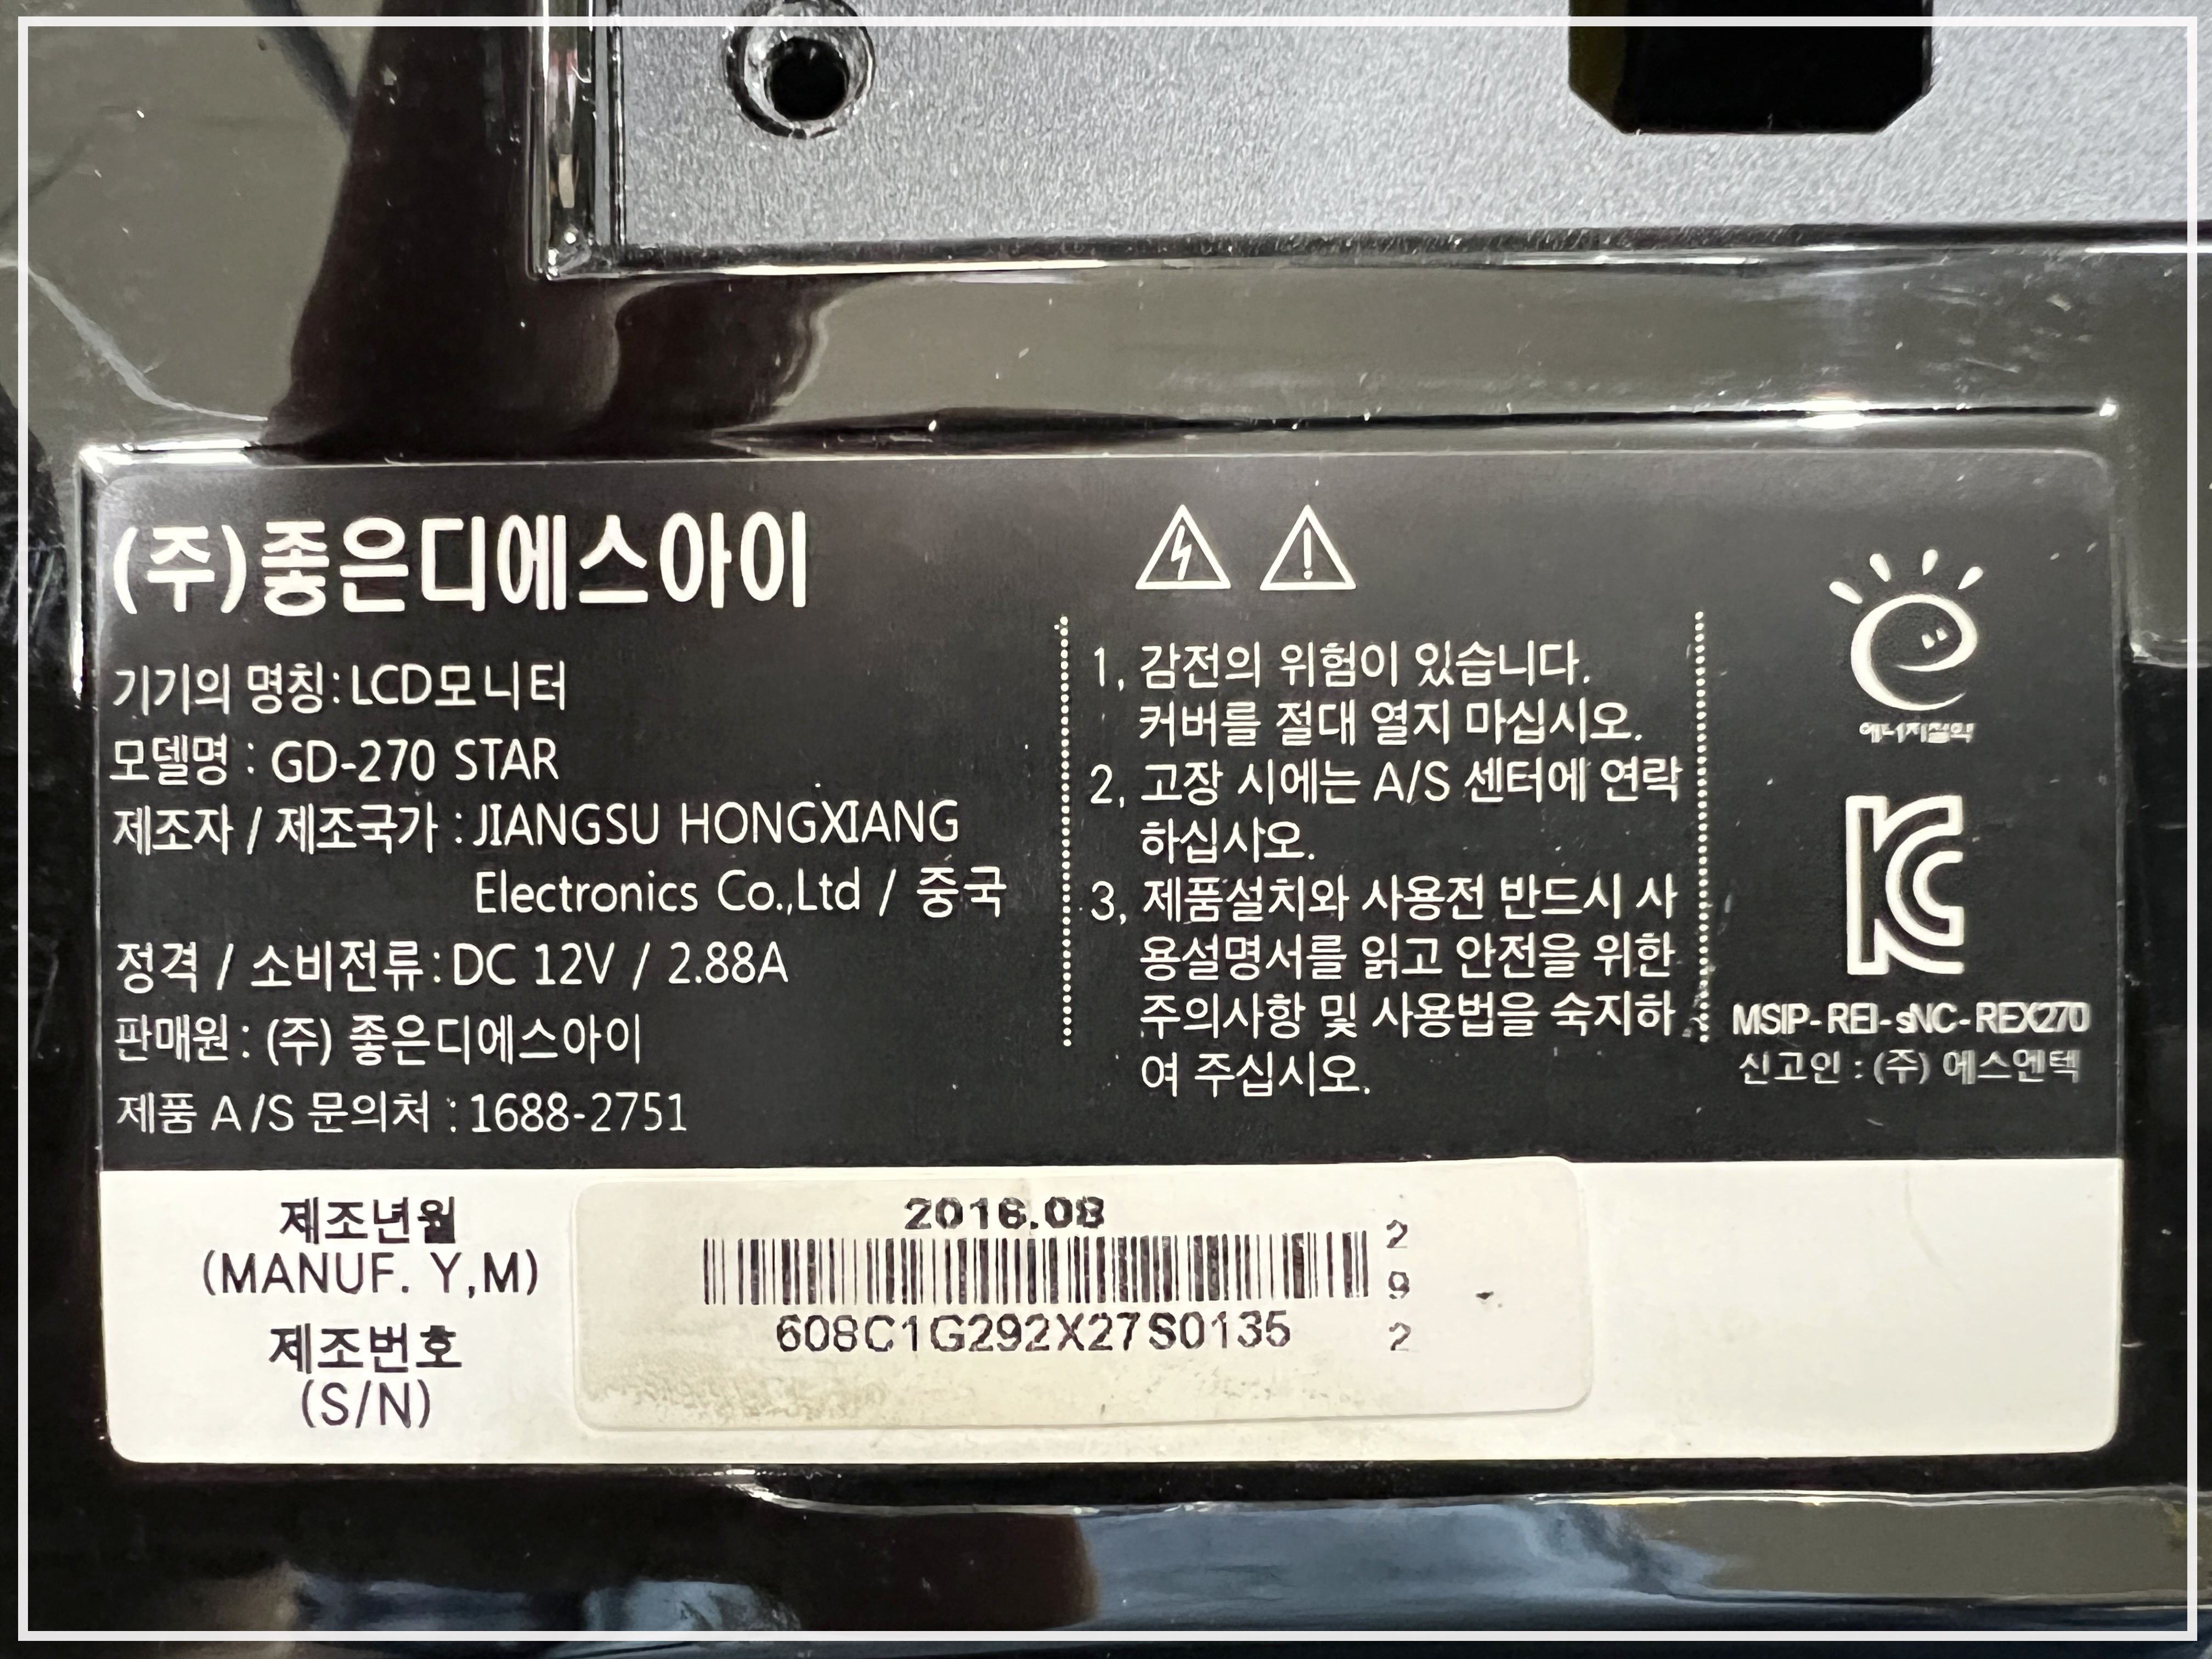 (주)좋은디에스아이
기기의 명칭:LCD모니터
모델명 : GD-270 STAR
제조자 / 제조국가 : JIANGSU HONGXIANG
Electronics Co.,Ltd / 중국
정격 / 소비전류:DC 12V / 2.88A
판매원: (주) 좋은디에스아이
제품 A/S 문의처 : 1688-2751
1, 감전의 위험이 있습니다.
커버를 절대 열지 마십시오.
2, 고장 시에는 A/S 센터에 연락
하십시오.
3, 제품설치와 사용전 반드시 사
용설명서를 읽고 안전을 위한
주의사항 및 사용법을 숙지하
여 주십시오.
에너지절약
MSIP-REI-sNC-REX270
신고인 : (주) 에스엔텍
제조년월
(MANUF. Y,M)
제조번호
(S/N)
2016.08
608C1G292X27S0135
2
9
2